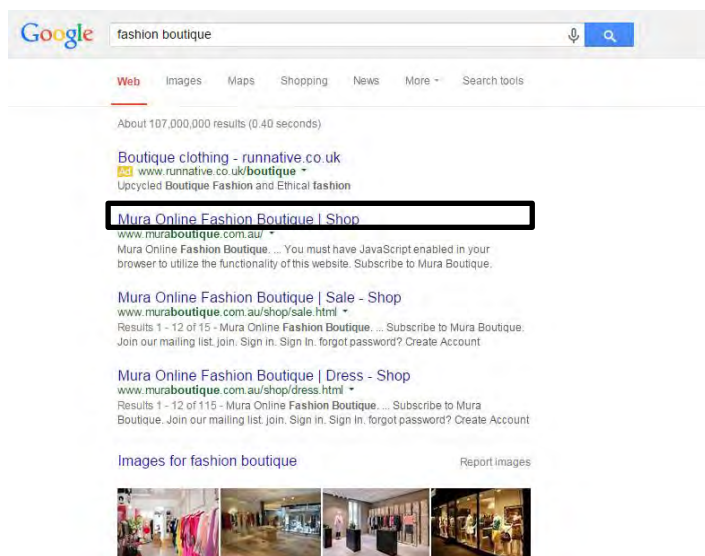 Google
fashion boutique
Web Images Maps Shopping News More Search tools
About 107,000,000 results (0.40 seconds)
Boutique clothing - runnative.co.uk
Ad www.runnative.co.uk/boutique
Upcycled Boutique Fashion and Ethical fashion
Mura Online Fashion Boutique | Shop
www.muraboutique.com.au/
Mura Online Fashion Boutique. ... You must have JavaScript enabled in your
browser to utilize the functionality of this website. Subscribe to Mura Boutique.
Mura Online Fashion Boutique | Sale - Shop
www.muraboutique.com.au/shop/sale.html
Results 1 - 12 of 15 - Mura Online Fashion Boutique. ... Subscribe to Mura Boutique.
Join our mailing list. join. Sign in. Sign In. forgot password? Create Account
Mura Online Fashion Boutique | Dress - Shop
www.muraboutique.com.au/shop/dress.html
Results 1 - 12 of 115 - Mura Online Fashion Boutique. ... Subscribe to Mura
Boutique. Join our mailing list. join. Sign in. Sign In. forgot password? Create Account
Images for fashion boutique Report images